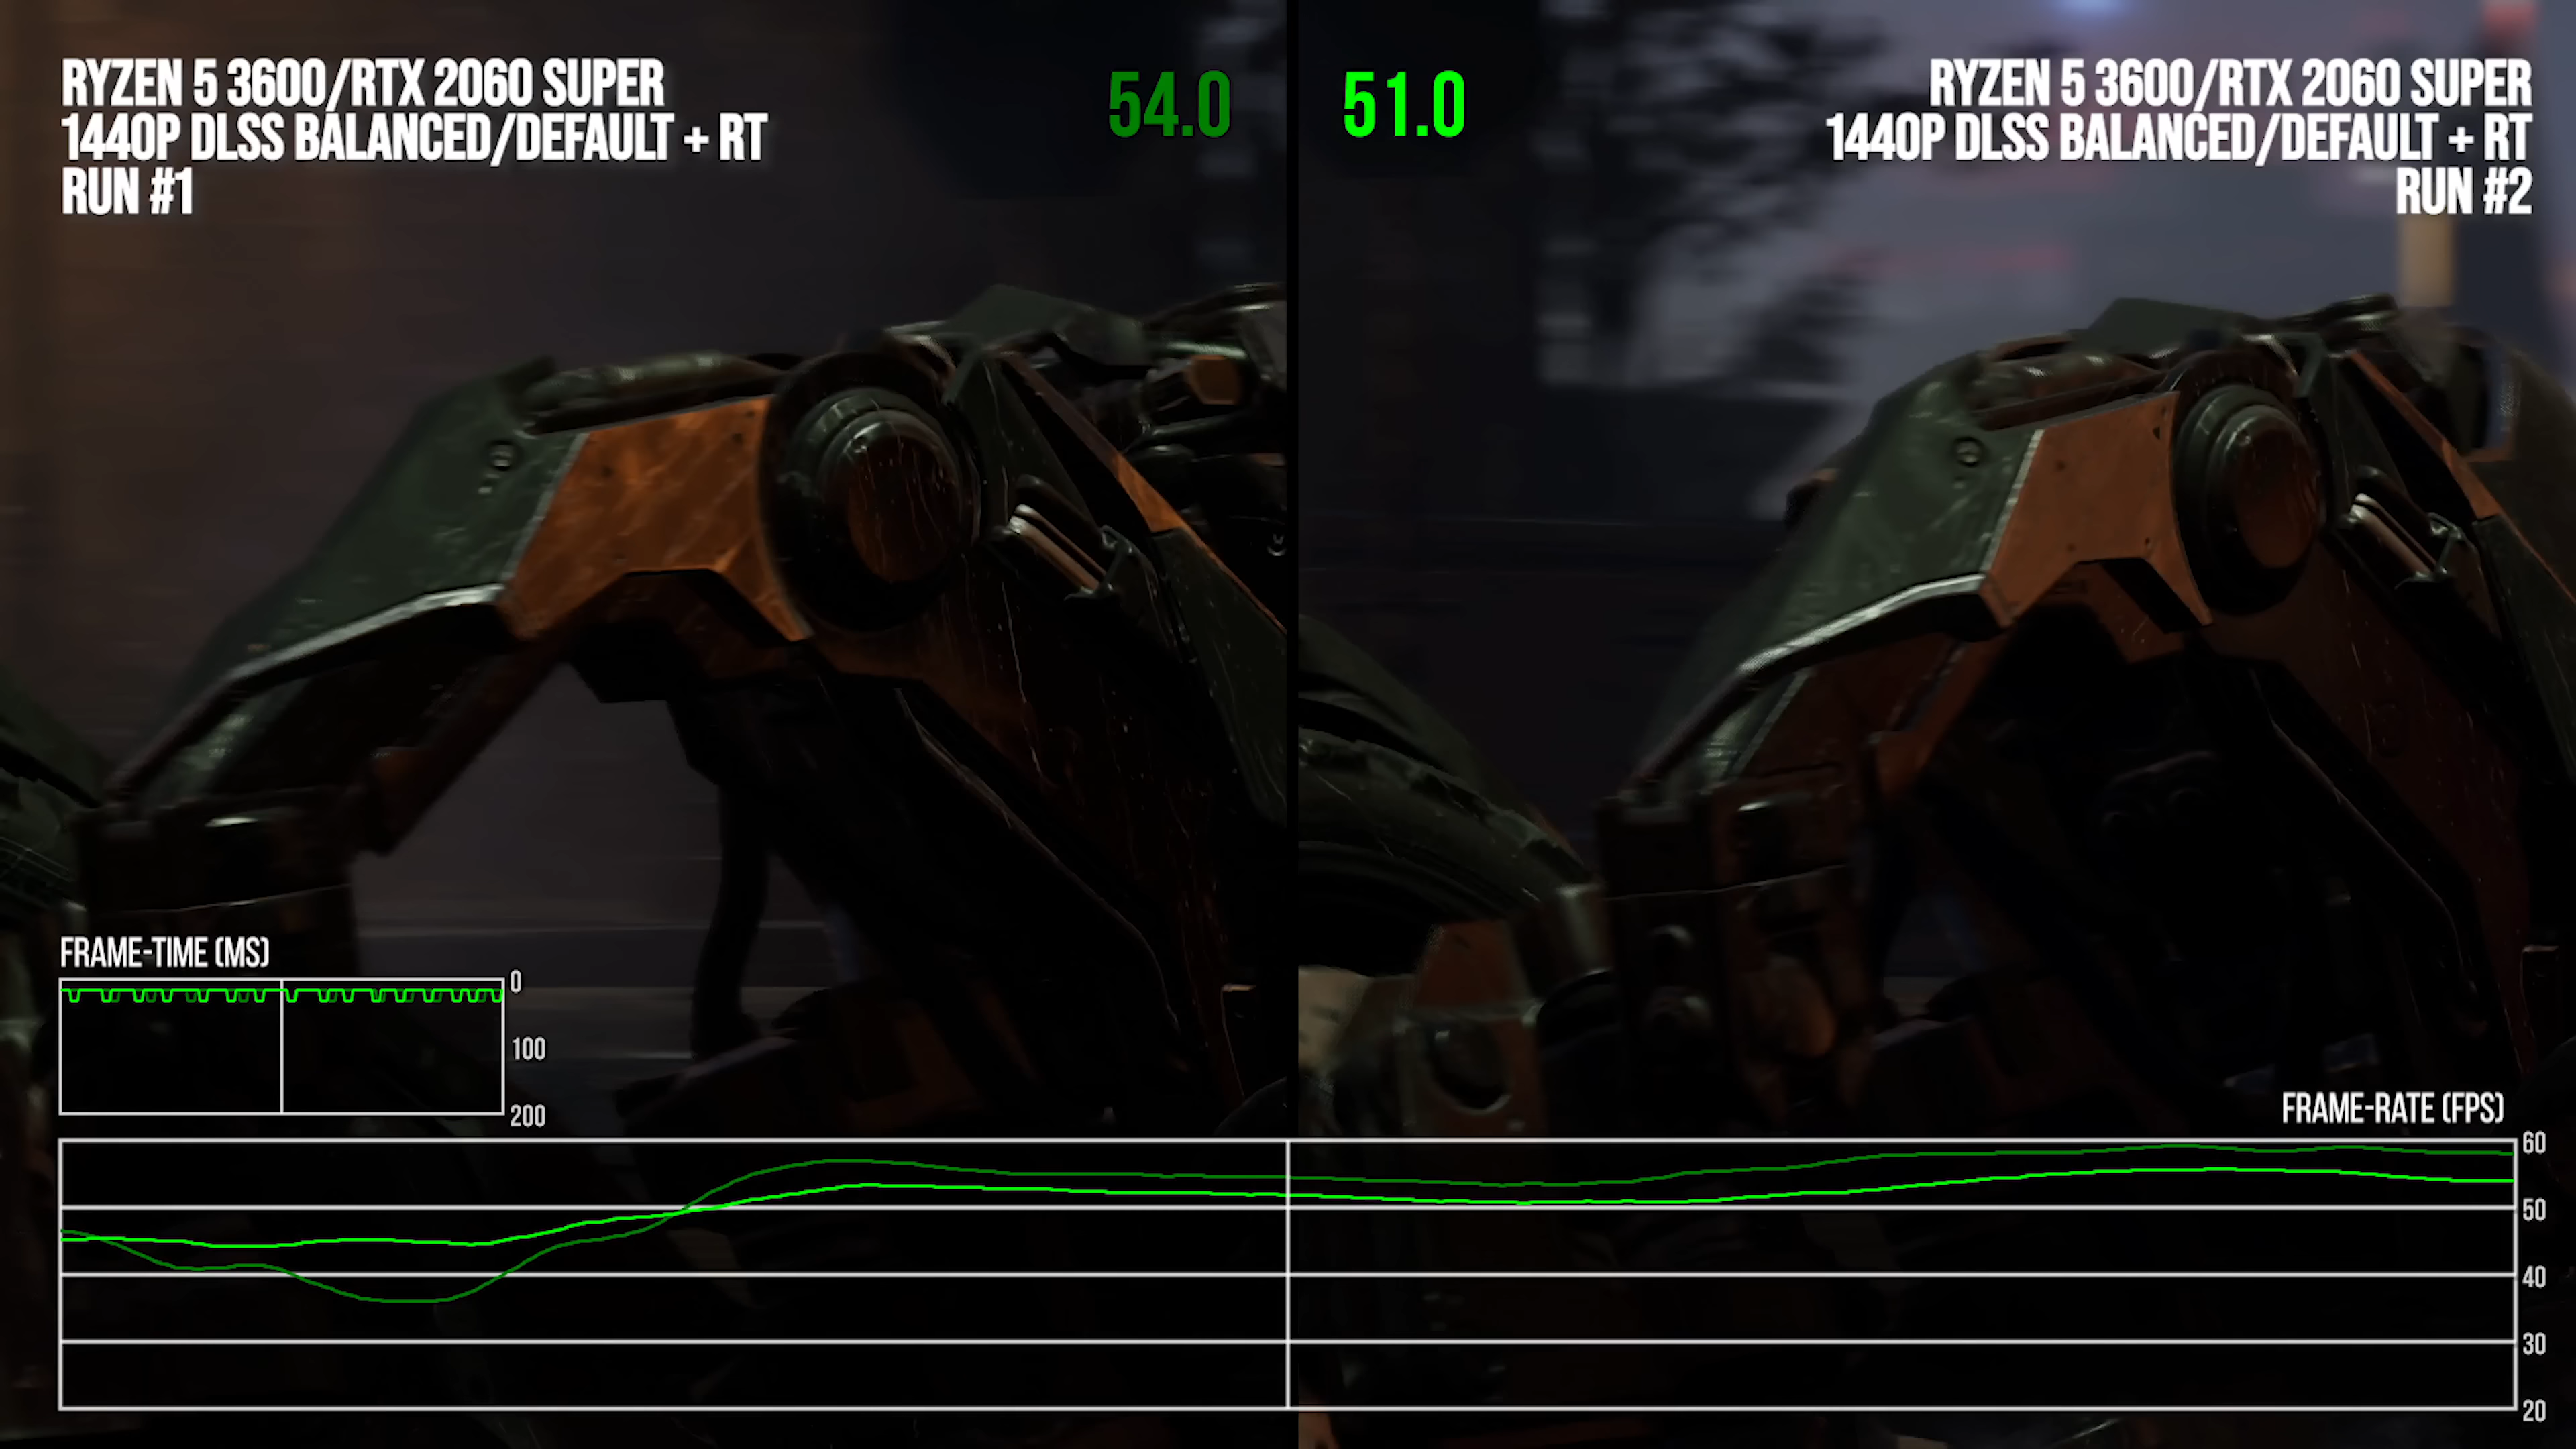 RYZEN 5 3600/RTX 2060 SUPER
1440P DLSS BALANCED/DEFAULT + RT
RUN #1
54.0
51.0
RYZEN 5 3600/RTX 2060 SUPER
1440P DLSS BALANCED/DEFAULT + RT
RUN #2
FRAME-TIME (MS)
0
100
200
FRAME-RATE (FPS)
60
50
40
30
20